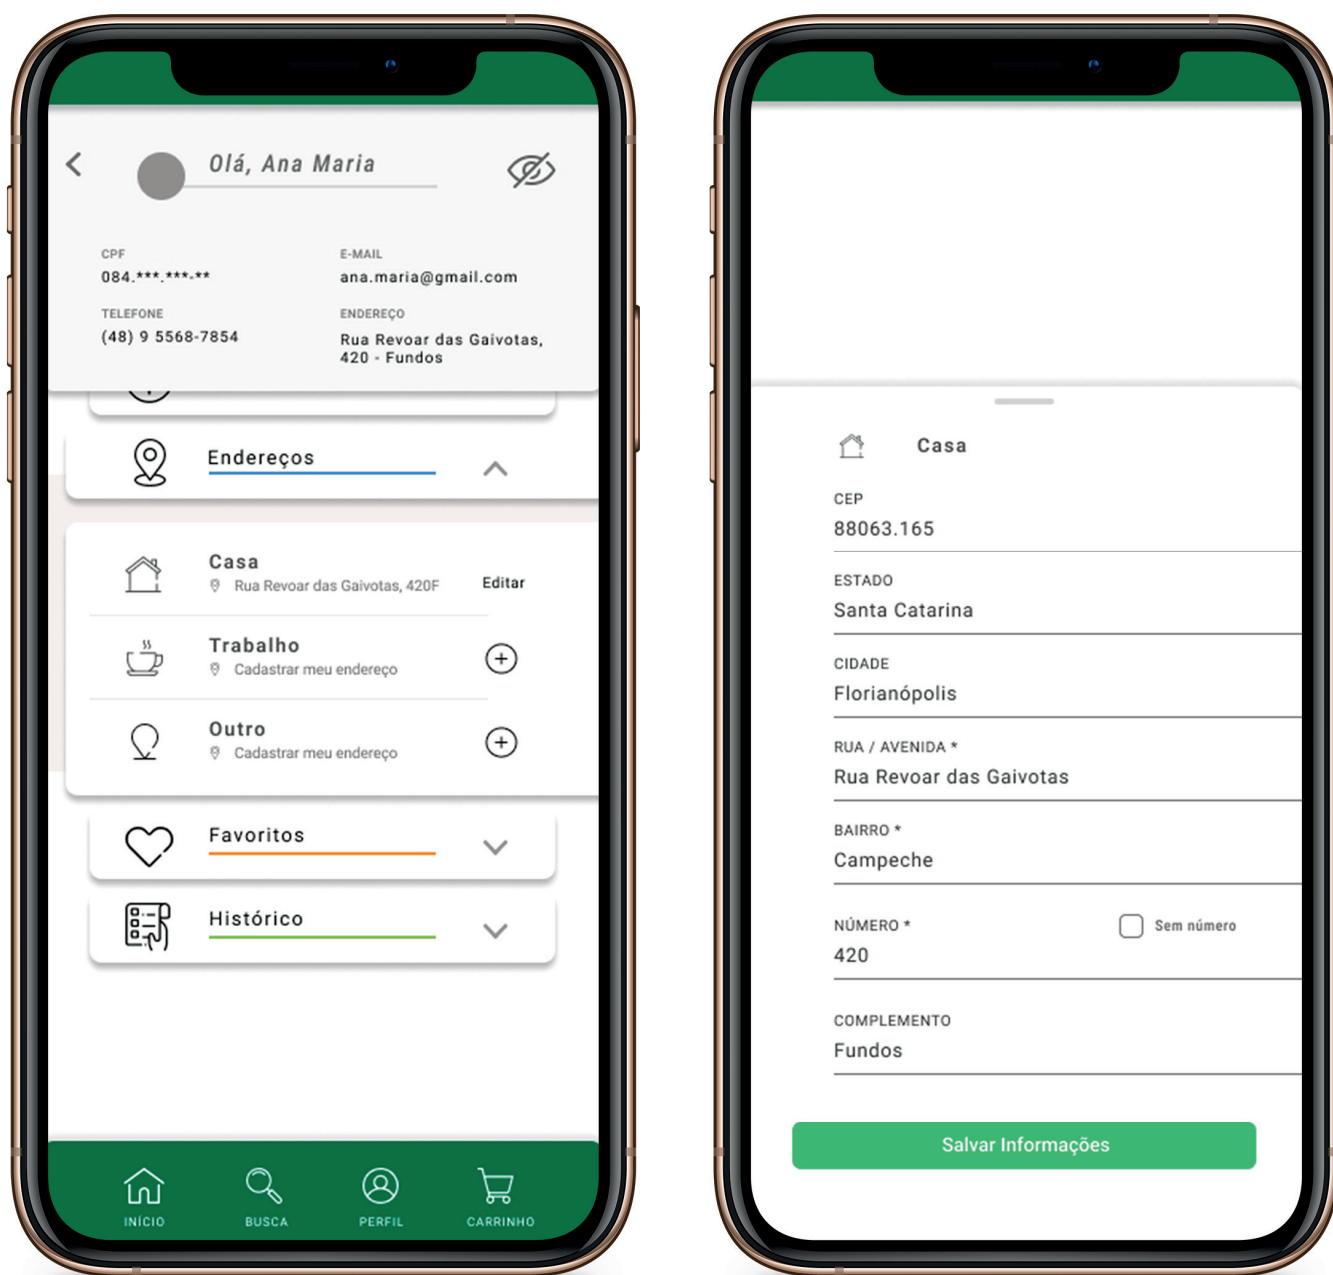 Olá, Ana Maria
CPF
084.***.***-**
E-MAIL
ana.maria@gmail.com
TELEFONE
(48) 9 5568-7854
ENDEREÇO
Rua Revoar das Gaivotas,
420 - Fundos
Endereços
Casa
Rua Revoar das Gaivotas, 420F
Editar
Trabalho
Cadastrar meu endereço
Outro
Cadastrar meu endereço
Favoritos
Histórico
INÍCIO
BUSCA
PERFIL
CARRINHO
Casa
CEP
88063.165
ESTADO
Santa Catarina
CIDADE
Florianópolis
RUA / AVENIDA *
Rua Revoar das Gaivotas
BAIRRO *
Campeche
NÚMERO *
420
Sem número
COMPLEMENTO
Fundos
Salvar Informações